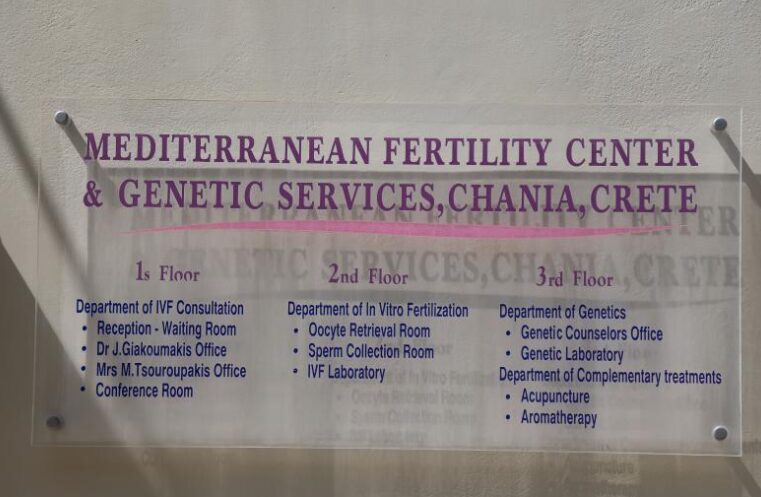 MEDITERRANEAN FERTILITY CENTER
& GENETIC SERVICES,CHANIA,CRETE
1s Floor
Department of IVF Consultation
• Reception - Waiting Room
• Dr J.Giakoumakis Office
• Mrs M.Tsouroupakis Office
• Conference Room
2nd Floor
Department of In Vitro Fertilization
• Oocyte Retrieval Room
• Sperm Collection Room
• IVF Laboratory
3rd Floor
Department of Genetics
• Genetic Counselors Office
• Genetic Laboratory
Department of Complementary treatments
• Acupuncture
• Aromatherapy